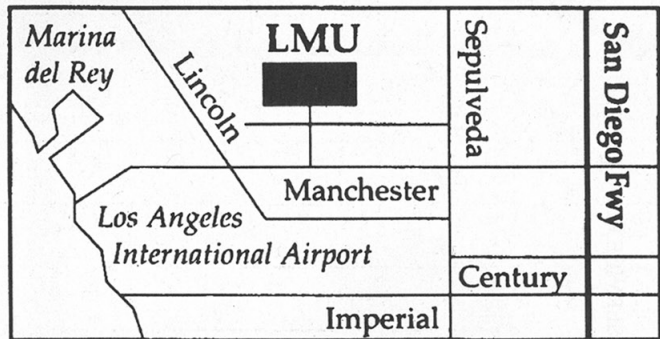 Marina
del Rey
Lincoln
LMU
Sepulveda
San Diego Fwy
Manchester
Los Angeles
International Airport
Century
Imperial